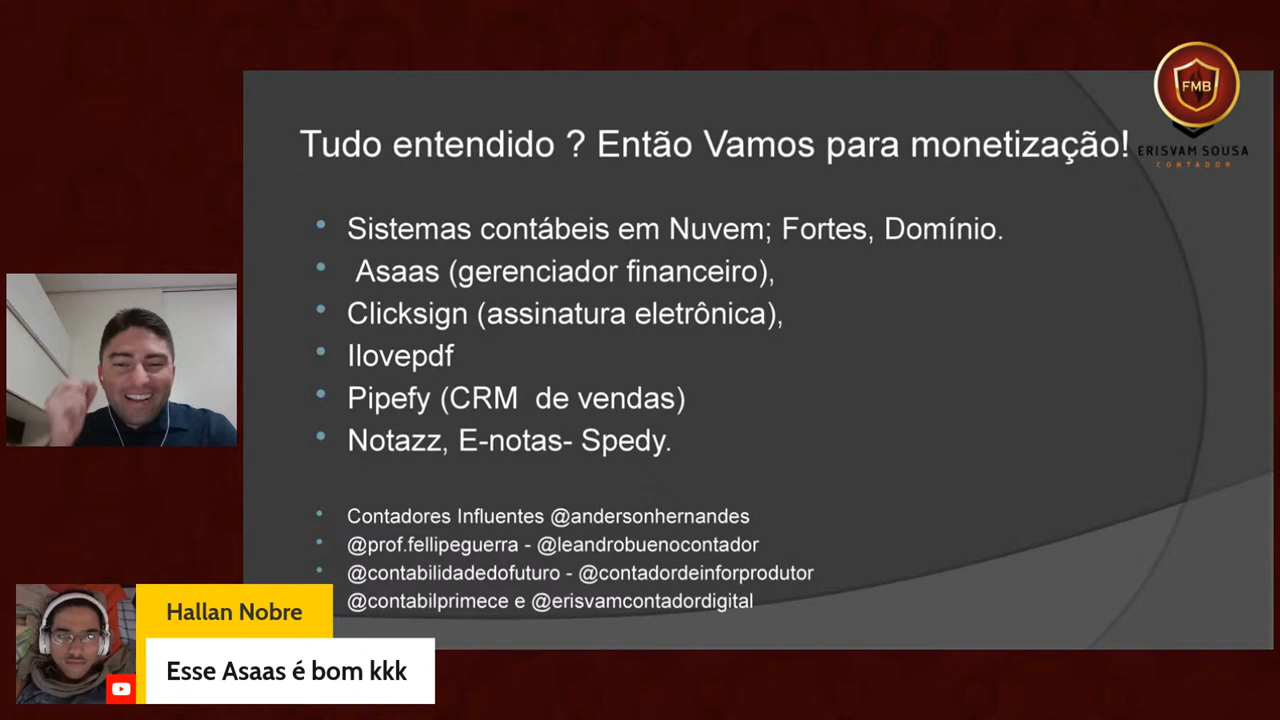 FMB
ERISVAM SOUSA
CONTADOR
Tudo entendido ? Então Vamos para monetização!
Sistemas contábeis em Nuvem; Fortes, Domínio.
Asaas (gerenciador financeiro),
Clicksign (assinatura eletrônica),
Ilovepdf
Pipefy (CRM de vendas)
Notazz, E-notas- Spedy.
Contadores Influentes @andersonhernandes
@prof.fellipeguerra - @leandrobuenocontador
@contabilidadedofuturo - @contadordeinforprodutor
@contabilprimece e @erisvamcontadordigital
Hallan Nobre
Esse Asaas é bom kkk